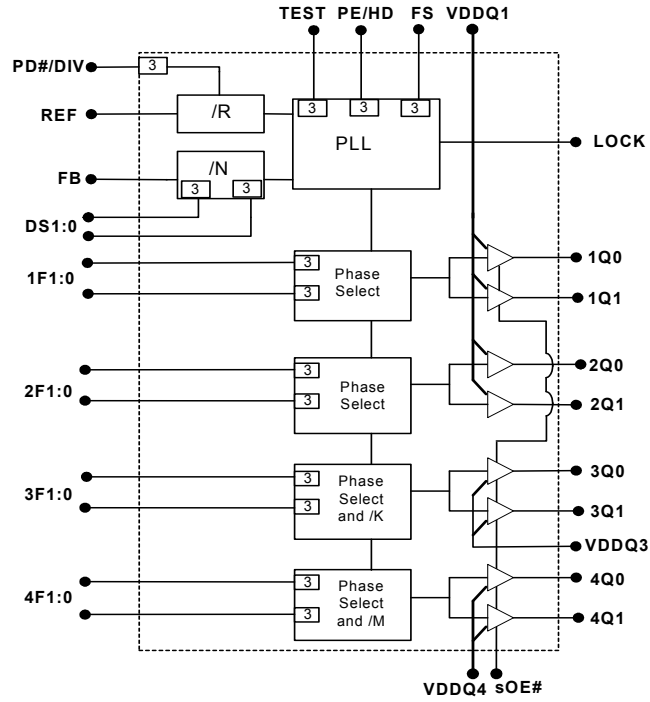 TEST PE/HD FS VDDQ1
PD#/DIV 3
REF /R
3 3 3
PLL
LOCK
FB /N
3 3
DS1:0
1F1:0
3
3
Phase
Select
1Q0
1Q1
2F1:0
3
3
Phase
Select
2Q0
2Q1
3F1:0
3
3
Phase
Select
and /K
3Q0
3Q1
VDDQ3
4F1:0
3
3
Phase
Select
and /M
4Q0
4Q1
VDDQ4 sOE#